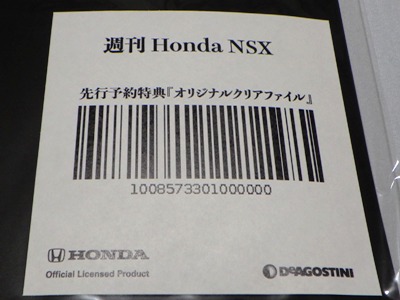 週刊 Honda NSX
先行予約特典『オリジナルクリアファイル』
1008573301000000
HONDA
Official Licensed Product
DeAGOSTINI